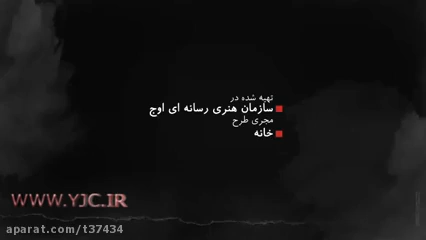 تهیه شده در
سازمان هنری رسانه ای اوج
مجری طرح
خانه
WWW.YJC.IR
aparat.com/t37434